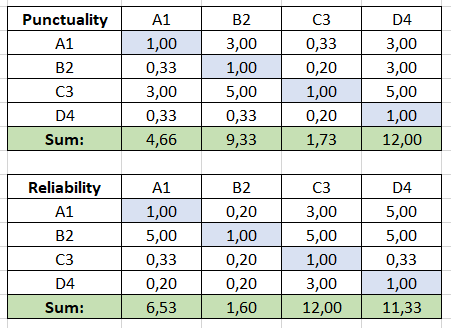 Punctuality A1 B2 C3 D4
A1 1,00 3,00 0,33 3,00
B2 0,33 1,00 0,20 3,00
C3 3,00 5,00 1,00 5,00
D4 0,33 0,33 0,20 1,00
Sum: 4,66 9,33 1,73 12,00
Reliability A1 B2 C3 D4
A1 1,00 0,20 3,00 5,00
B2 5,00 1,00 5,00 5,00
C3 0,33 0,20 1,00 0,33
D4 0,20 0,20 3,00 1,00
Sum: 6,53 1,60 12,00 11,33